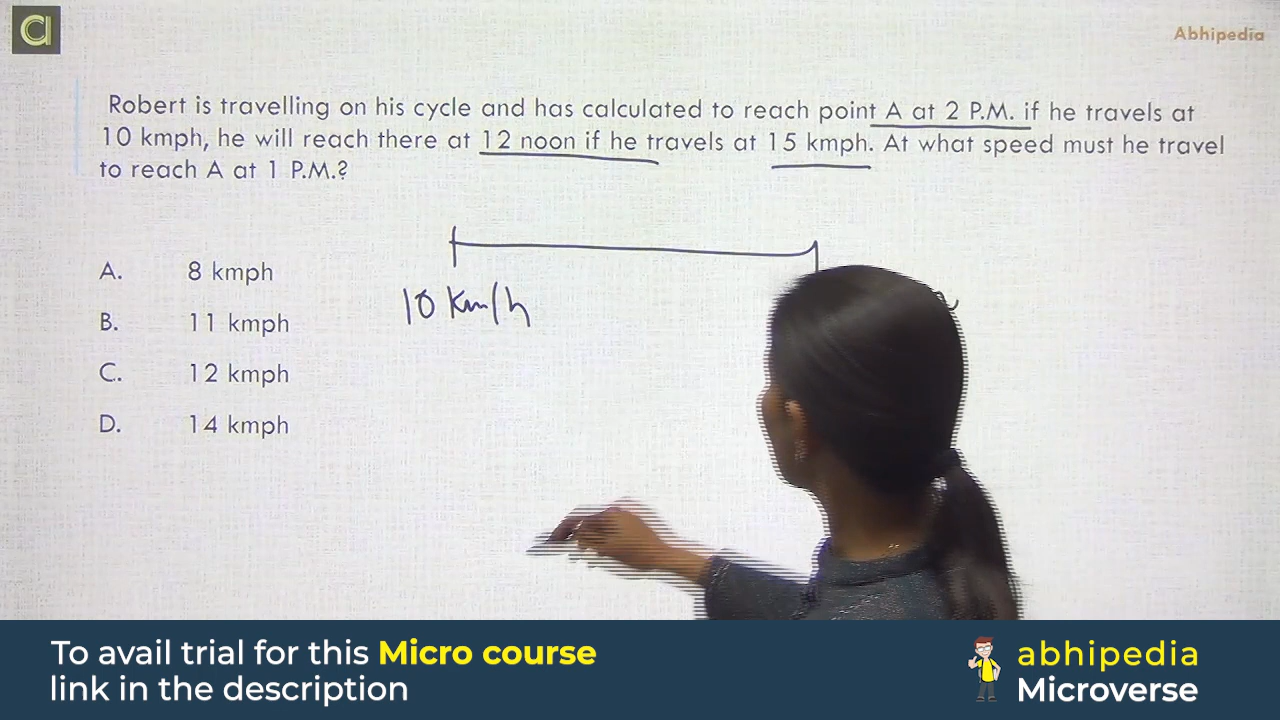 Abhipedia
Robert is travelling on his cycle and has calculated to reach point A at 2 P.M. if he travels at
10 kmph, he will reach there at 12 noon if he travels at 15 kmph. At what speed must he travel
to reach A at 1 P.M.?
A. 8 kmph
10 km/h
B. 11 kmph
C. 12 kmph
D. 14 kmph
To avail trial for this Micro course
link in the description
abhipedia
Microverse